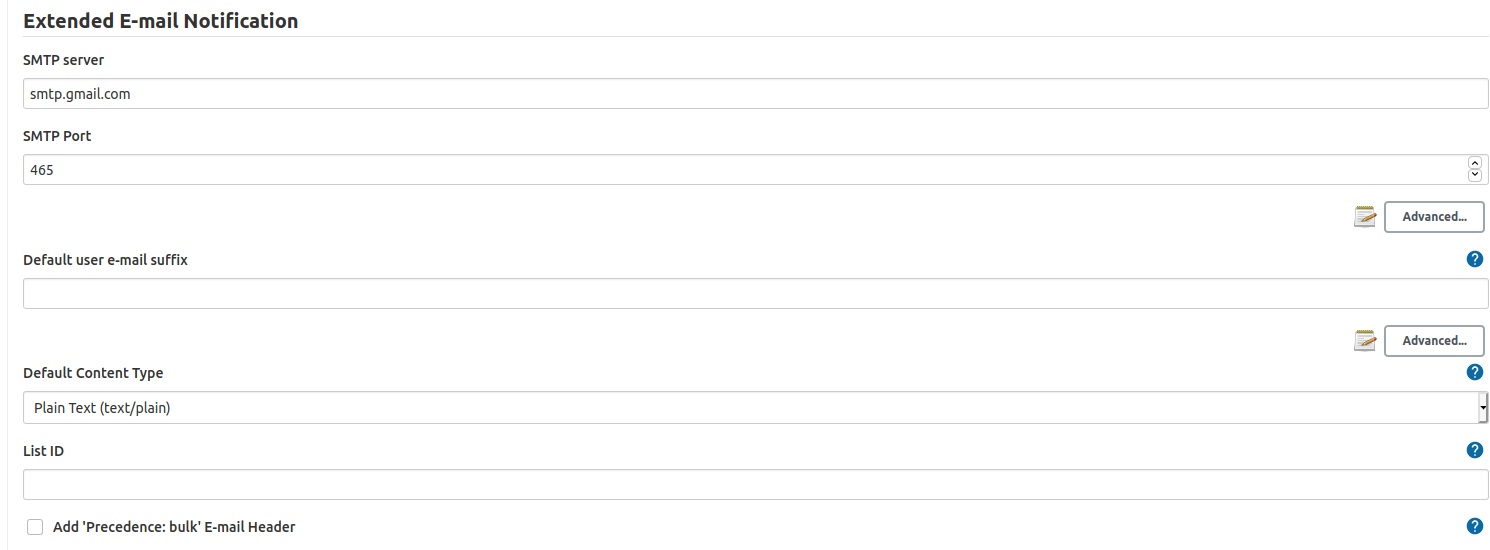 Extended E-mail Notification
SMTP server
smtp.gmail.com
SMTP Port
465
Advanced...
Default user e-mail suffix
?
Advanced...
Default Content Type
?
Plain Text (text/plain)
List ID
?
Add 'Precedence: bulk' E-mail Header
?